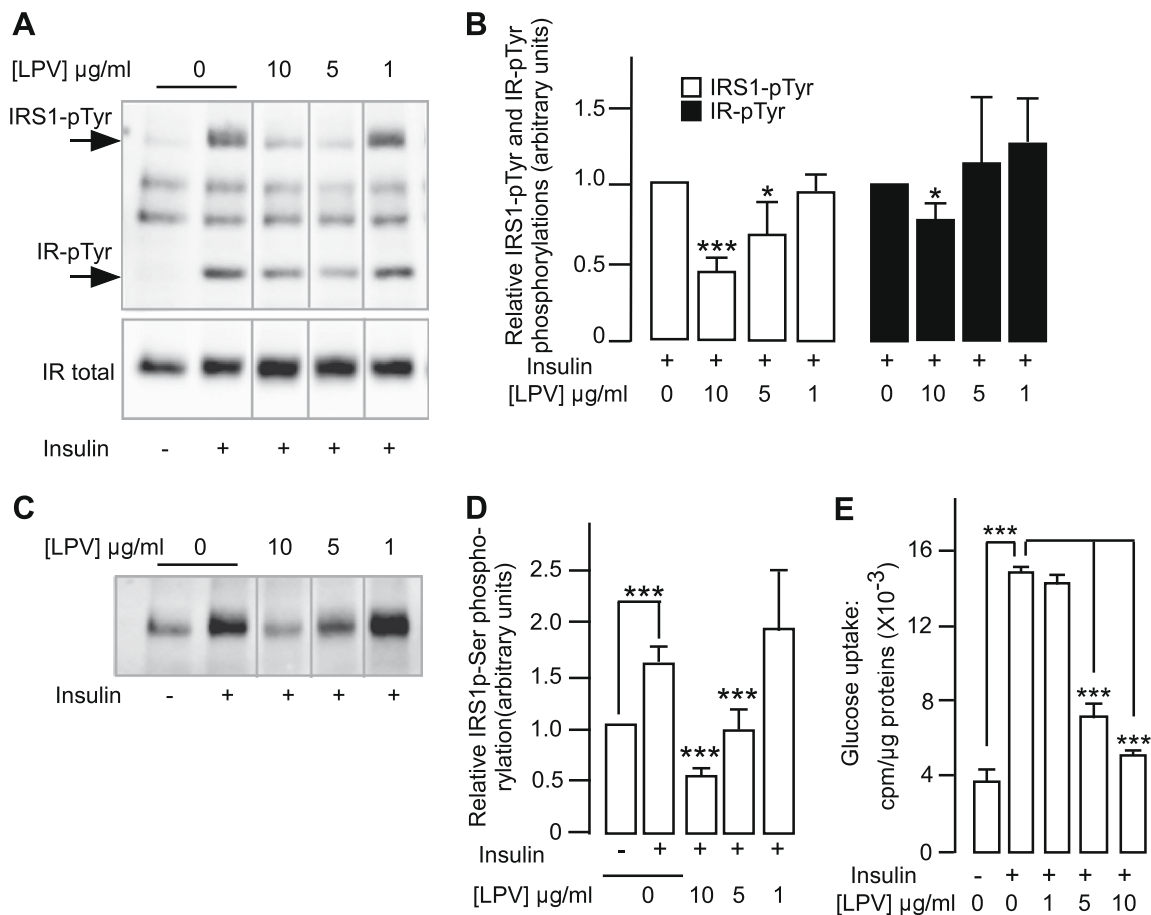 A
[LPV] µg/ml 0 10 5 1
IRS1-pTyr
IR-pTyr
IR total
Insulin - + + + +
B
Relative IRS1-pTyr and IR-pTyr
phosphorylations (arbitrary units)
IRS1-pTyr
IR-pTyr
1.5
1.0
0.5
0
*** * *
Insulin + + + + + + + +
[LPV] µg/ml 0 10 5 1 0 10 5 1
C
[LPV] µg/ml 0 10 5 1
Insulin - + + + +
D
Relative IRS1p-Ser phospho-
rylation(arbitrary units)
2.5
2.0
1.5
1.0
0.5
0
*** *** ***
Insulin - + + + +
[LPV] µg/ml 0 10 5 1
E
Glucose uptake:
cpm/µg proteins (X10-3)
16
12
8
4
0
*** *** ***
Insulin - + + + +
[LPV] µg/ml 0 0 1 5 10